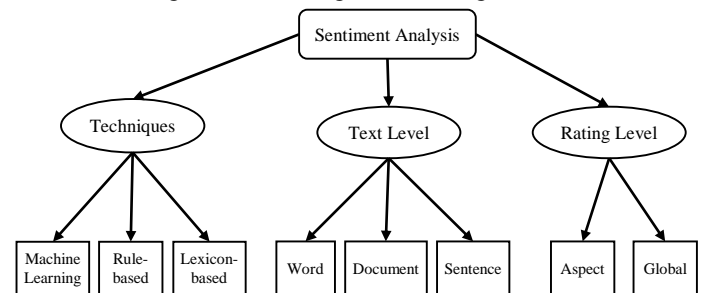 Sentiment Analysis
Techniques
Text Level
Rating Level
Machine
Learning
Rule-
based
Lexicon-
based
Word
Document
Sentence
Aspect
Global